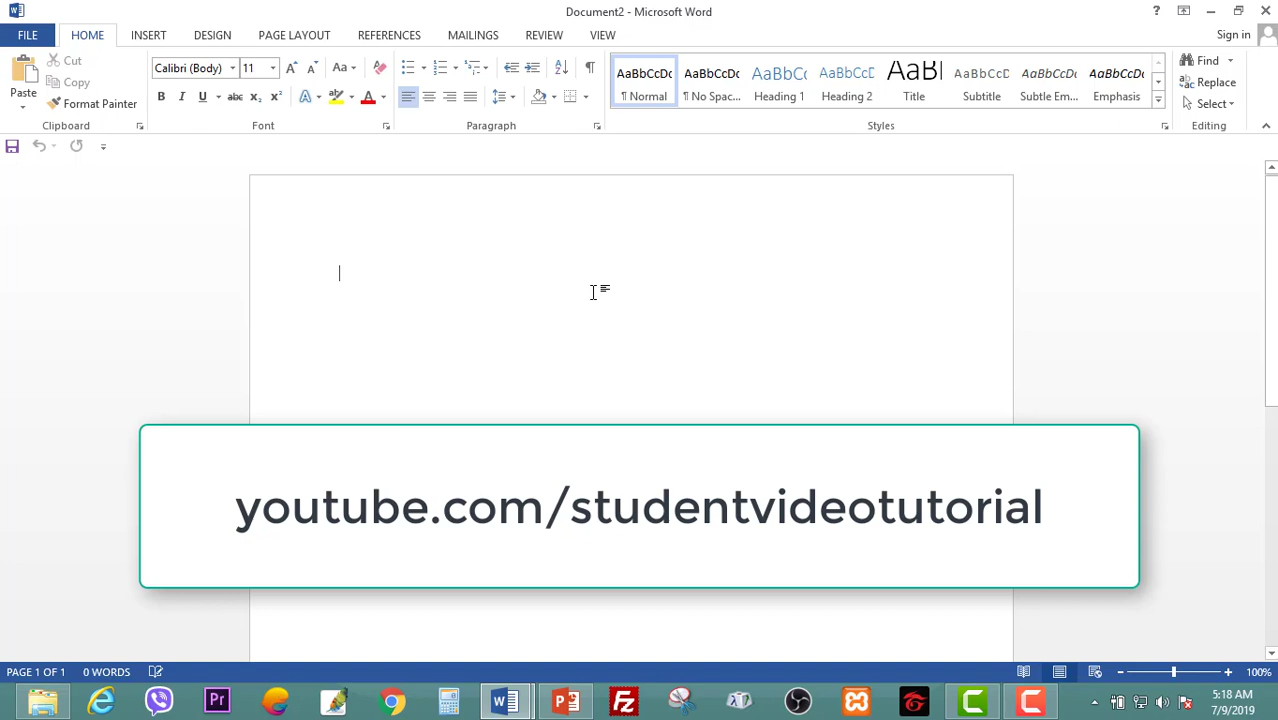 Document2 - Microsoft Word
FILE HOME INSERT DESIGN PAGE LAYOUT REFERENCES MAILINGS REVIEW VIEW Sign in
Paste Cut Copy Format Painter
Clipboard
Calibri (Body) 11
Font
Paragraph
AaBbCcDc AaBbCcDc AaBbCc AaBbCcD AaBl AaBbCcD AaBbCcDc AaBbCcDc
¶ Normal ¶ No Spac... Heading 1 Heading 2 Title Subtitle Subtle Em... Emphasis
Styles
Find
Replace
Select
Editing
youtube.com/studentvideotutorial
PAGE 1 OF 1 0 WORDS 100%
5:18 AM
7/9/2019